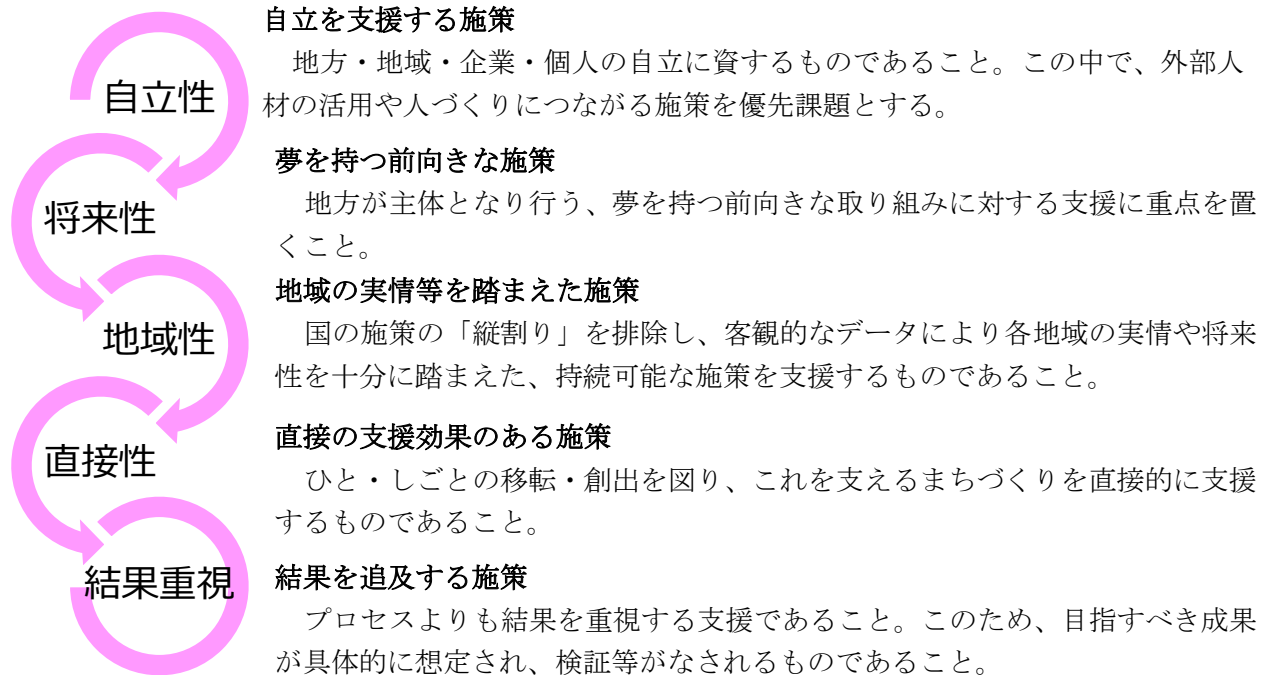 自立性
自立を支援する施策
地方・地域・企業・個人の自立に資するものであること。この中で、外部人
材の活用や人づくりにつながる施策を優先課題とする。
将来性
夢を持つ前向きな施策
地方が主体となり行う、夢を持つ前向きな取り組みに対する支援に重点を置
くこと。
地域性
地域の実情等を踏まえた施策
国の施策の「縦割り」を排除し、客観的なデータにより各地域の実情や将来
性を十分に踏まえた、持続可能な施策を支援するものであること。
直接性
直接の支援効果のある施策
ひと・しごとの移転・創出を図り、これを支えるまちづくりを直接的に支援
するものであること。
結果重視
結果を追及する施策
プロセスよりも結果を重視する支援であること。このため、目指すべき成果
が具体的に想定され、検証等がなされるものであること。